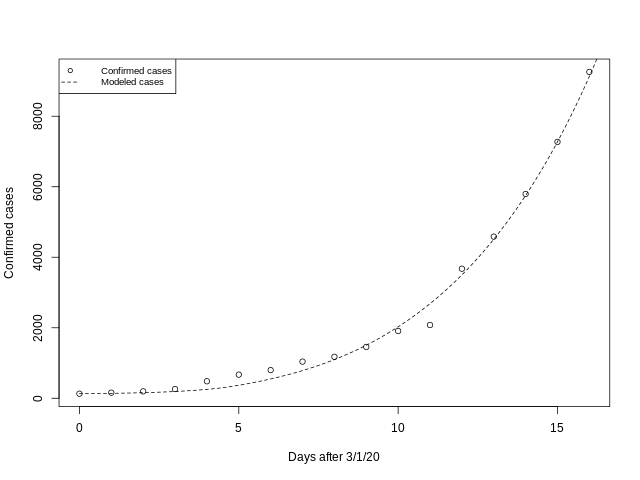 Confirmed cases
Modeled cases
8000
6000
4000
2000
0
Confirmed cases
0 5 10 15
Days after 3/1/20